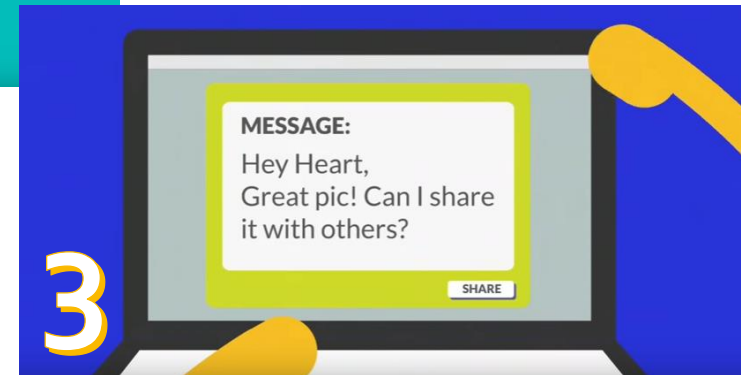 MESSAGE:
Hey Heart,
Great pic! Can I share
it with others?
SHARE
3